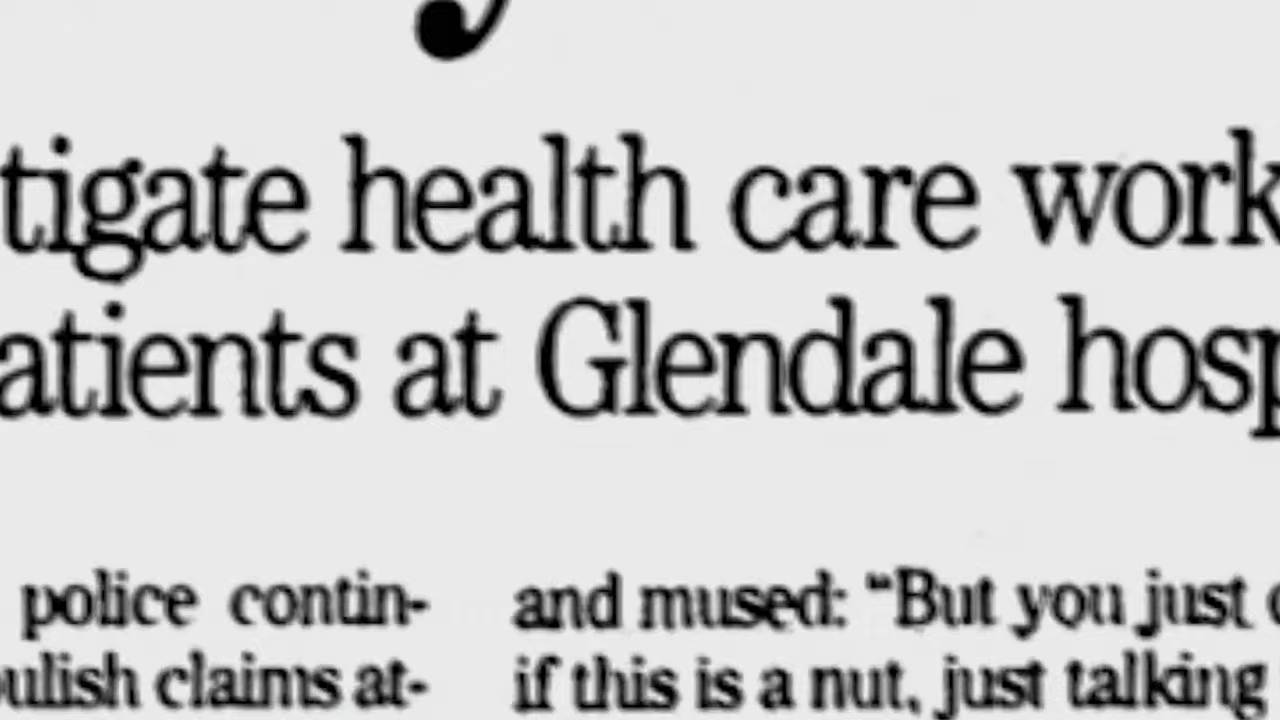 y
tigate health care work
atients at Glendale hosp
police contin-
ulish claims at-
and mused: “But you just
if this is a nut, just talking